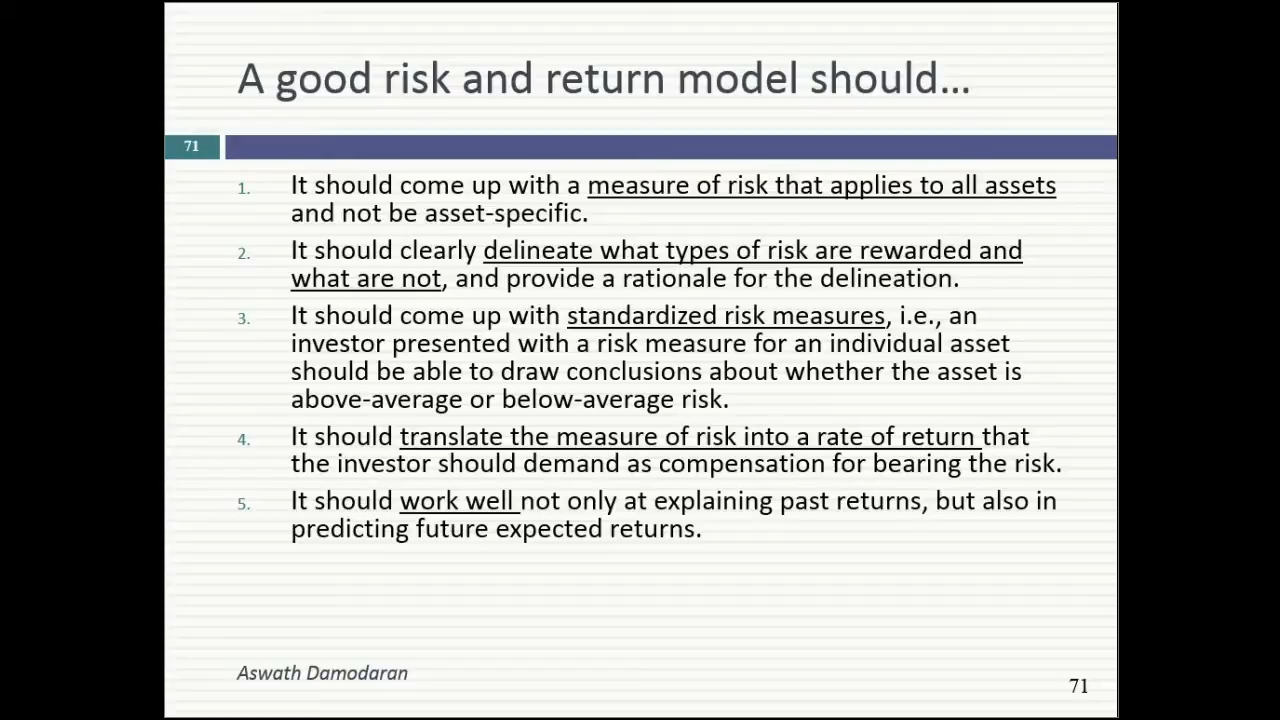 A good risk and return model should...
71
1. It should come up with a measure of risk that applies to all assets
and not be asset-specific.
2. It should clearly delineate what types of risk are rewarded and
what are not, and provide a rationale for the delineation.
3. It should come up with standardized risk measures, i.e., an
investor presented with a risk measure for an individual asset
should be able to draw conclusions about whether the asset is
above-average or below-average risk.
4. It should translate the measure of risk into a rate of return that
the investor should demand as compensation for bearing the risk.
5. It should work well not only at explaining past returns, but also in
predicting future expected returns.
Aswath Damodaran
71